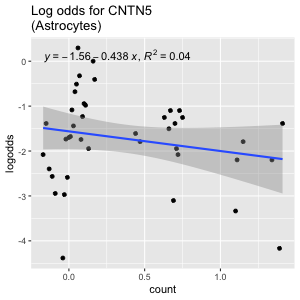 Log odds for CNTN5
(Astrocytes)
y = −1.56 − 0.438 x, R² = 0.04
0
-1
-2
-3
-4
logodds
0.0 0.5 1.0
count